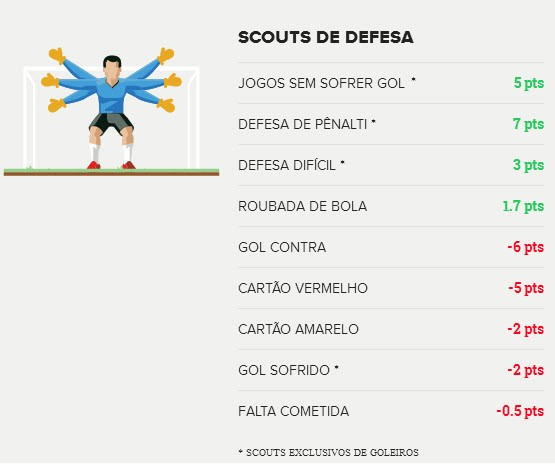 SCOUTS DE DEFESA
JOGOS SEM SOFRER GOL * 5 pts
DEFESA DE PÊNALTI * 7 pts
DEFESA DIFÍCIL * 3 pts
ROUBADA DE BOLA 1.7 pts
GOL CONTRA -6 pts
CARTÃO VERMELHO -5 pts
CARTÃO AMARELO -2 pts
GOL SOFRIDO * -2 pts
FALTA COMETIDA -0.5 pts
* SCOUTS EXCLUSIVOS DE GOLEIROS